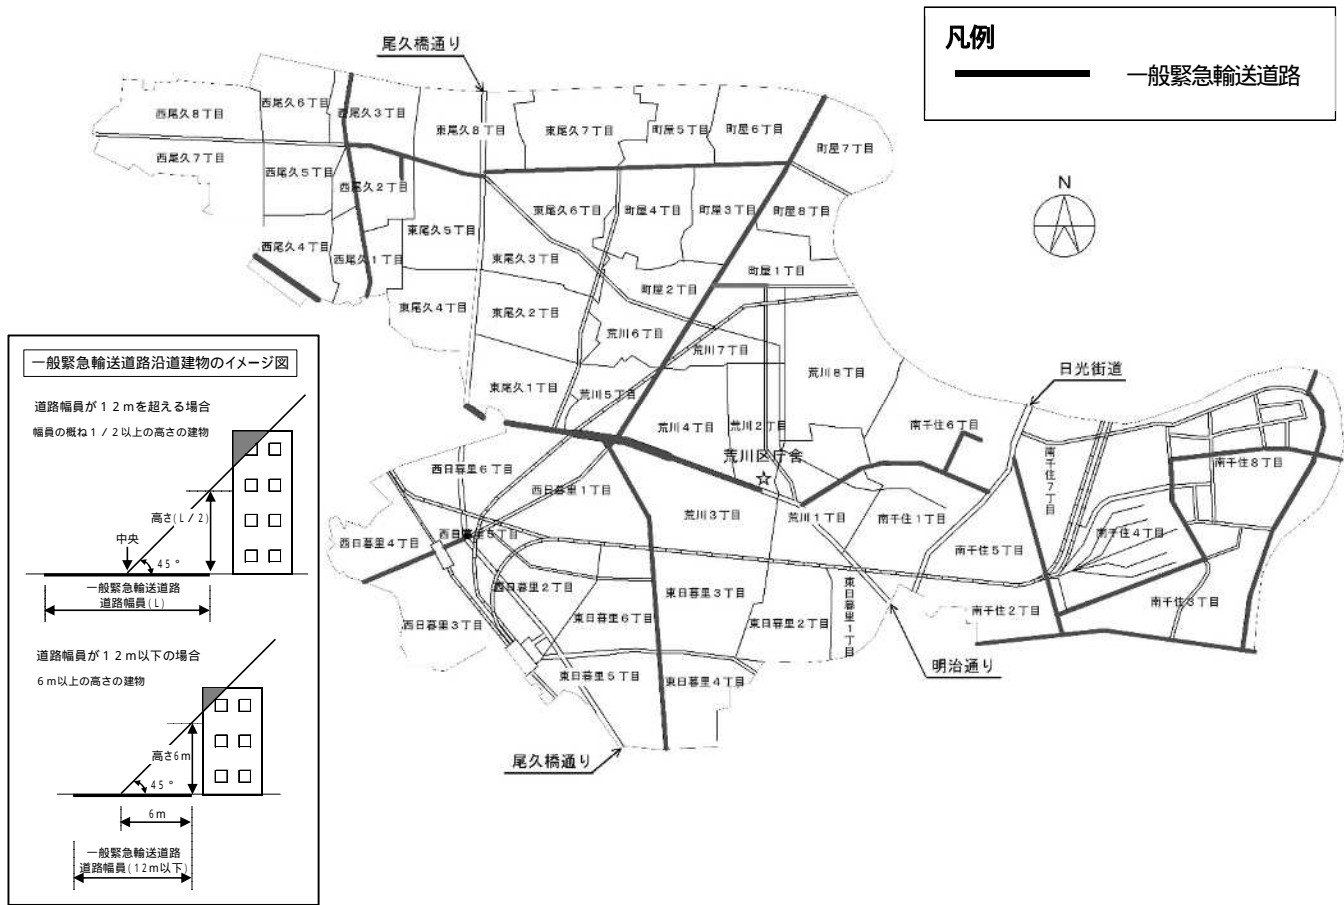 尾久橋通り
凡例
一般緊急輸送道路
西尾久8丁目
西尾久6丁目
西尾久3丁目
東尾久8丁目
東尾久7丁目
町屋5丁目
町屋6丁目
町屋7丁目
西尾久7丁目
西尾久5丁目
西尾久2丁目
N
東尾久6丁目
町屋4丁目
町屋3丁目
町屋8丁目
西尾久4丁目
西尾久1丁目
東尾久5丁目
東尾久3丁目
町屋1丁目
町屋2丁目
東尾久4丁目
東尾久2丁目
荒川6丁目
荒川7丁目
荒川8丁目
日光街道
東尾久1丁目
荒川5丁目
荒川4丁目
荒川2丁目
南千住6丁目
荒川区庁舎
南千住7丁目
南千住8丁目
西日暮里6丁目
西日暮里1丁目
荒川3丁目
荒川1丁目
南千住1丁目
南千住4丁目
西日暮里4丁目
西日暮里5丁目
南千住5丁目
西日暮里2丁目
東日暮里3丁目
東日暮里1丁目
南千住2丁目
南千住3丁目
西日暮里3丁目
東日暮里6丁目
東日暮里2丁目
東日暮里5丁目
東日暮里4丁目
明治通り
尾久橋通り
一般緊急輸送道路沿道建物のイメージ図
道路幅員が12mを超える場合
幅員の概ね1/2以上の高さの建物
高さ(L/2)
中央
45°
一般緊急輸送道路
道路幅員(L)
道路幅員が12m以下の場合
6m以上の高さの建物
高さ6m
45°
6m
一般緊急輸送道路
道路幅員(12m以下)